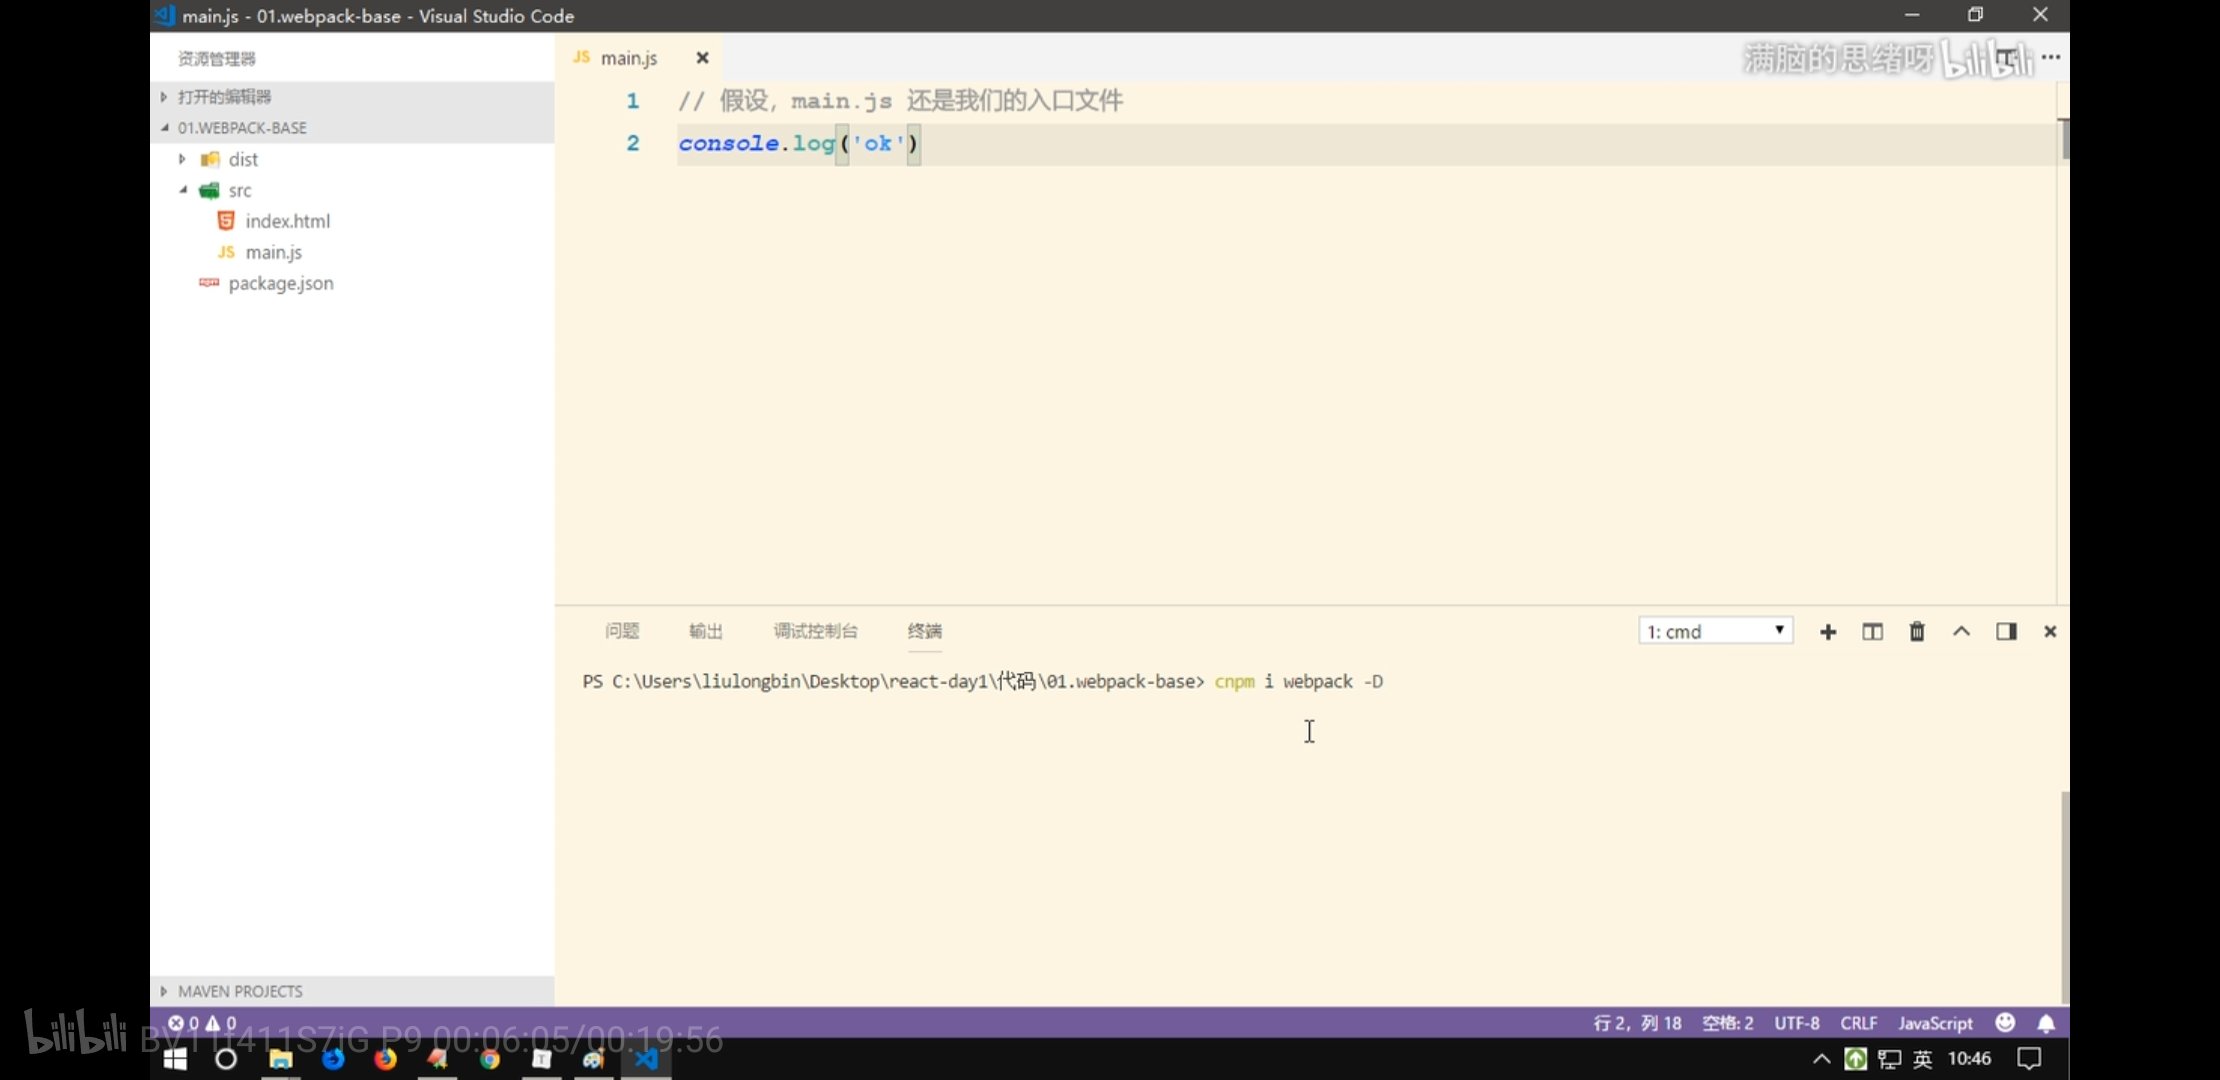 main.js - 01.webpack-base - Visual Studio Code
资源管理器
打开的编辑器
01.WEBPACK-BASE
dist
src
index.html
JS main.js
package.json
MAVEN PROJECTS
JS main.js
满脑的思绪呀 bilibili
1 // 假设，main.js 还是我们的入口文件
2 console.log('ok')
问题 输出 调试控制台 终端
1: cmd
PS C:\Users\liulongbin\Desktop\react-day1\代码\01.webpack-base> cnpm i webpack -D
0 0
行 2，列 18 空格: 2 UTF-8 CRLF JavaScript
bilibili P9 00:06:05/00:19:56
英 10:46